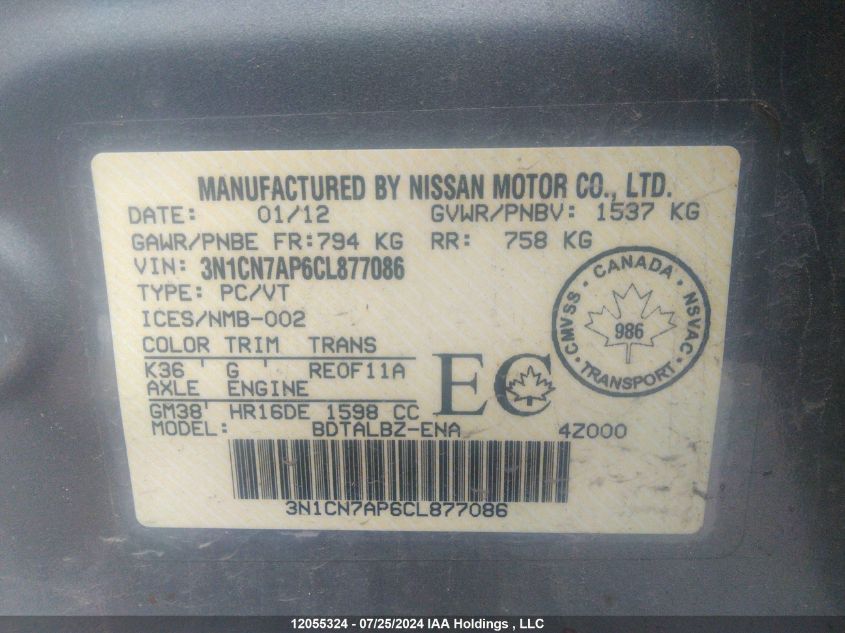 MANUFACTURED BY NISSAN MOTOR CO., LTD.
DATE: 01/12 GVWR/PNBV: 1537 KG
GAWR/PNBE FR:794 KG RR: 758 KG
VIN: 3N1CN7AP6CL877086
TYPE: PC/VT
ICES/NMB-002
COLOR TRIM TRANS
K36 ' G ' RE0F11A
AXLE ENGINE
GM38' HR16DE 1598 CC
MODEL: BDTALBZ-ENA 4Z000
EC
CANADA
CMVSS · NSVAC
986
TRANSPORT
3N1CN7AP6CL877086
12055324 - 07/25/2024 IAA Holdings , LLC